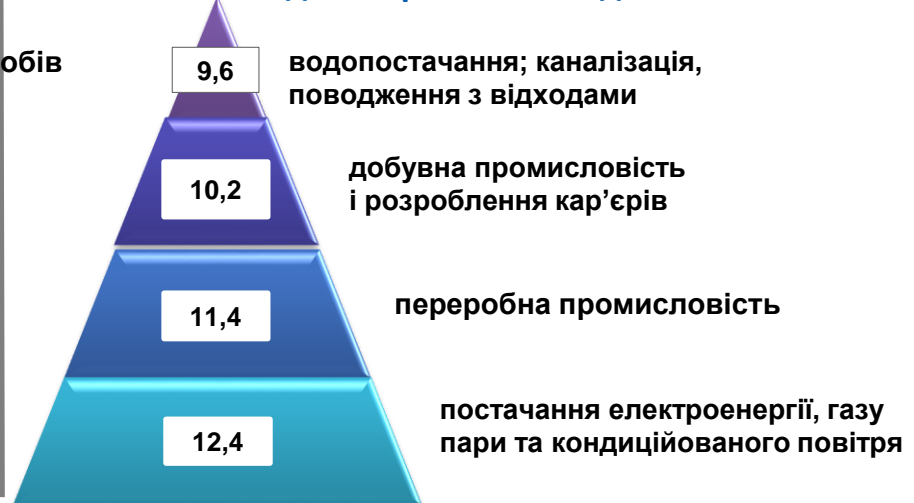 обів
9,6
водопостачання; каналізація,
поводження з відходами
10,2
добувна промисловість
і розроблення кар’єрів
11,4
переробна промисловість
12,4
постачання електроенергії, газу
пари та кондиційованого повітря